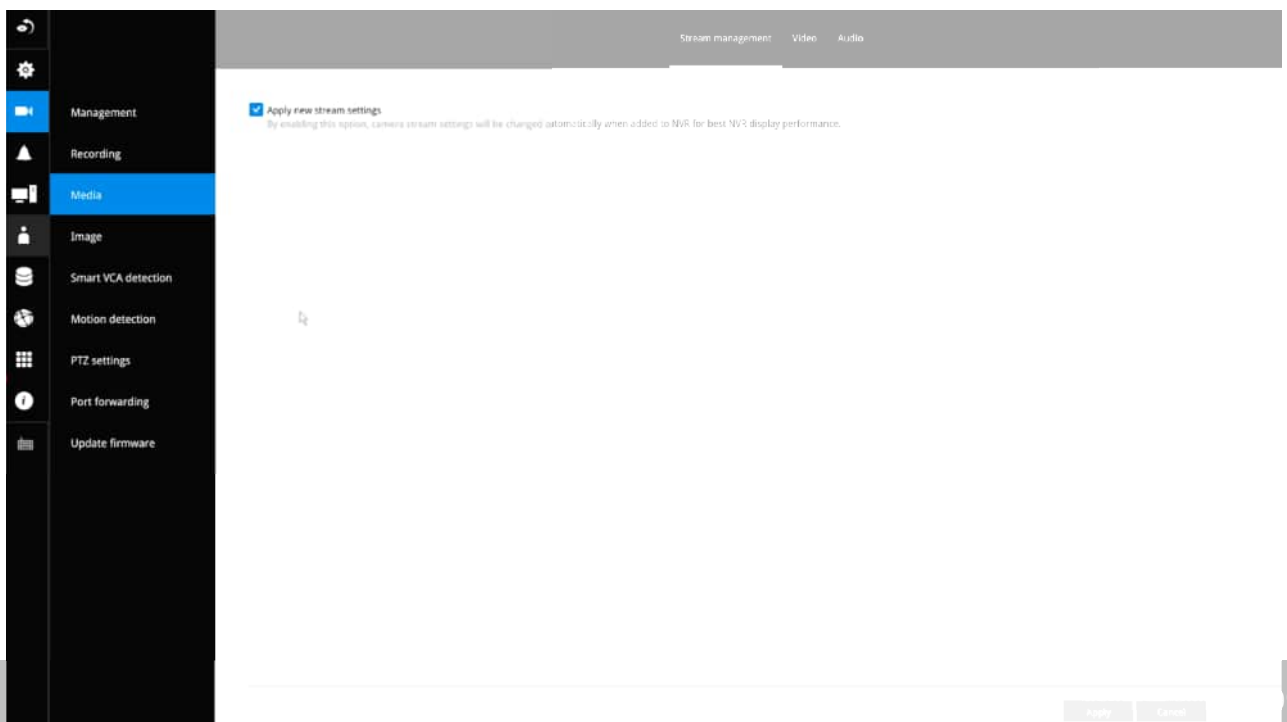 Stream management Video Audio
Management
Apply new stream settings
By enabling this option, camera stream settings will be changed automatically when added to NVR for best NVR display performance.
Recording
Media
Image
Smart VCA detection
Motion detection
PTZ settings
Port forwarding
Update firmware
Apply Cancel